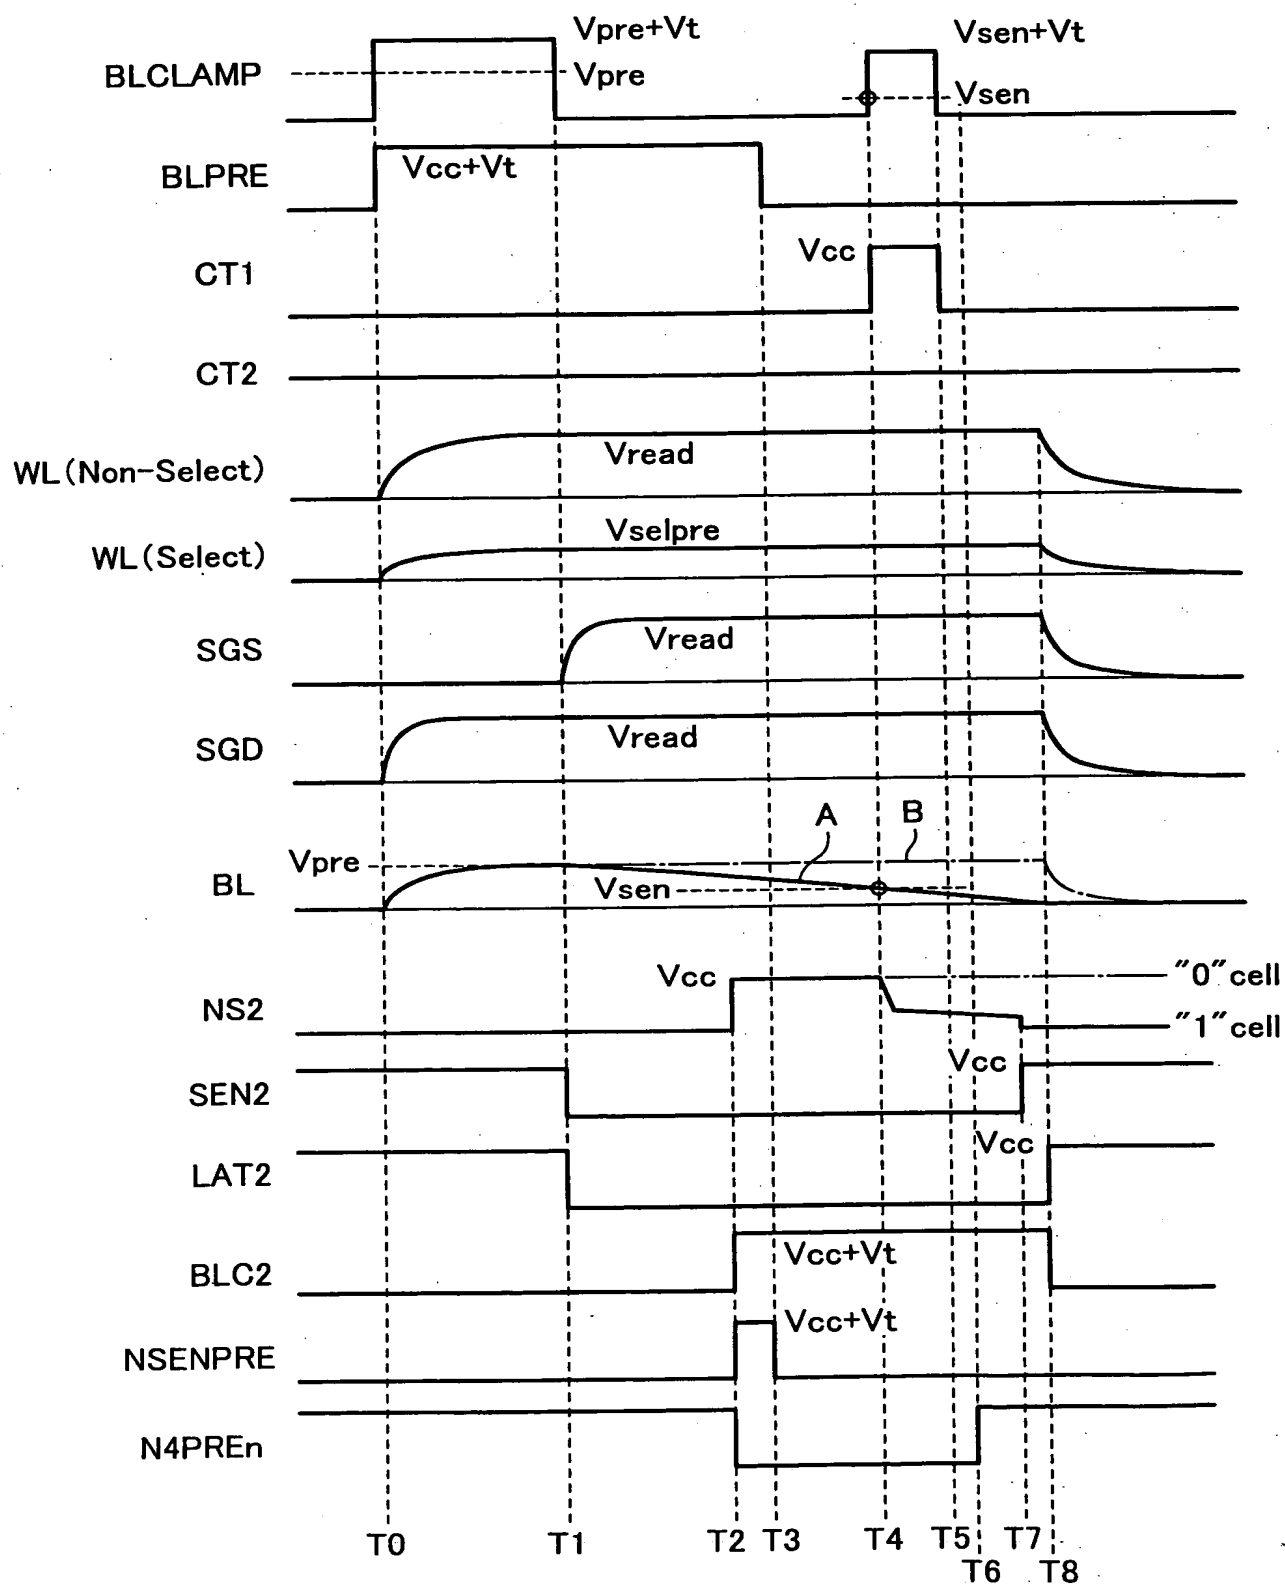 Vpre+Vt
Vsen+Vt
BLCLAMP
Vpre
Vsen
BLPRE
Vcc+Vt
CT1
Vcc
CT2
WL(Non-Select)
Vread
WL(Select)
Vselpre
SGS
Vread
SGD
Vread
A
B
Vpre
BL
Vsen
Vcc
"0"cell
NS2
"1"cell
SEN2
Vcc
LAT2
Vcc
BLC2
Vcc+Vt
NSENPRE
Vcc+Vt
N4PREn
T0 T1 T2 T3 T4 T5 T7
T6 T8